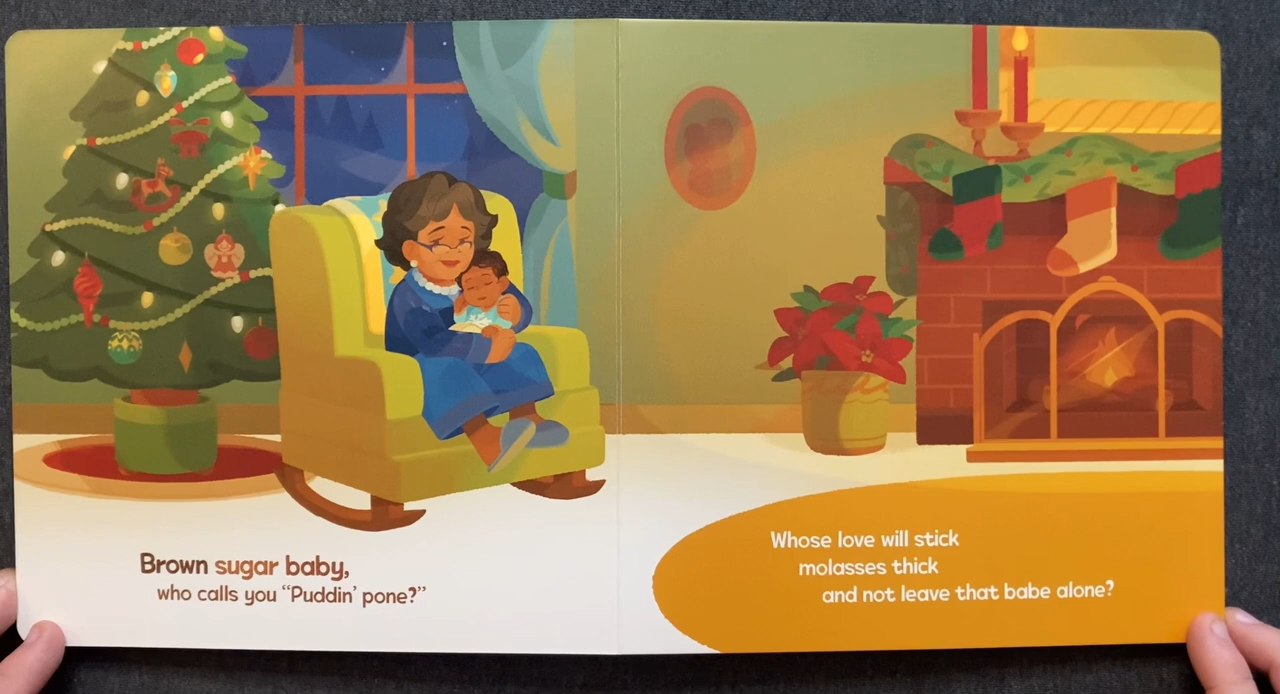 Brown sugar baby,
who calls you “Puddin’ pone?”
Whose love will stick
molasses thick
and not leave that babe alone?